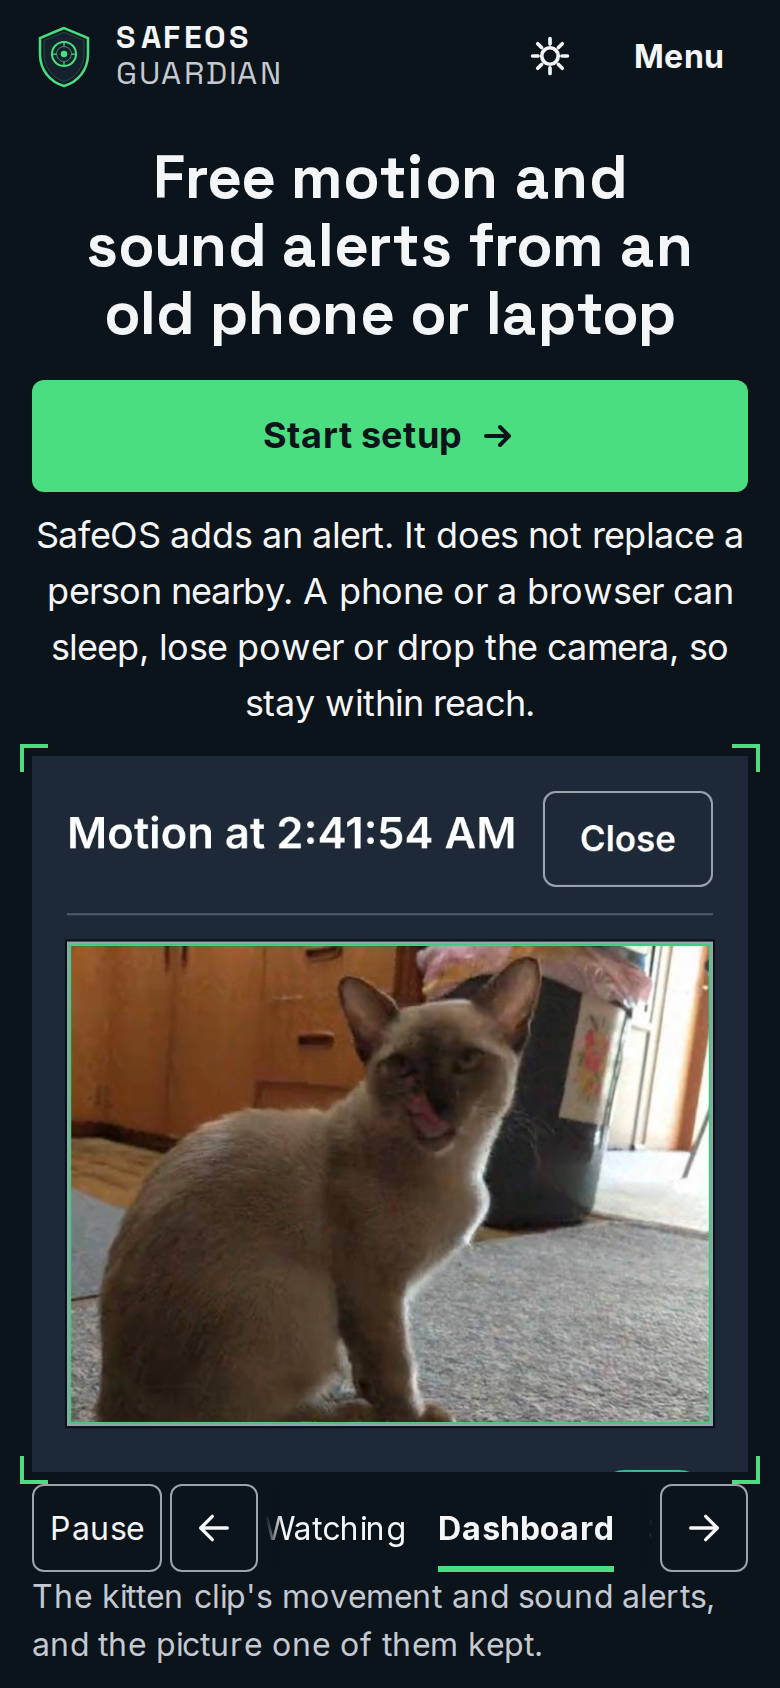 SAFEOS
GUARDIAN
Menu
Free motion and
sound alerts from an
old phone or laptop
Start setup →
SafeOS adds an alert. It does not replace a
person nearby. A phone or a browser can
sleep, lose power or drop the camera, so
stay within reach.
Motion at 2:41:54 AM
Close
Pause
←
Watching
Dashboard
→
The kitten clip's movement and sound alerts,
and the picture one of them kept.